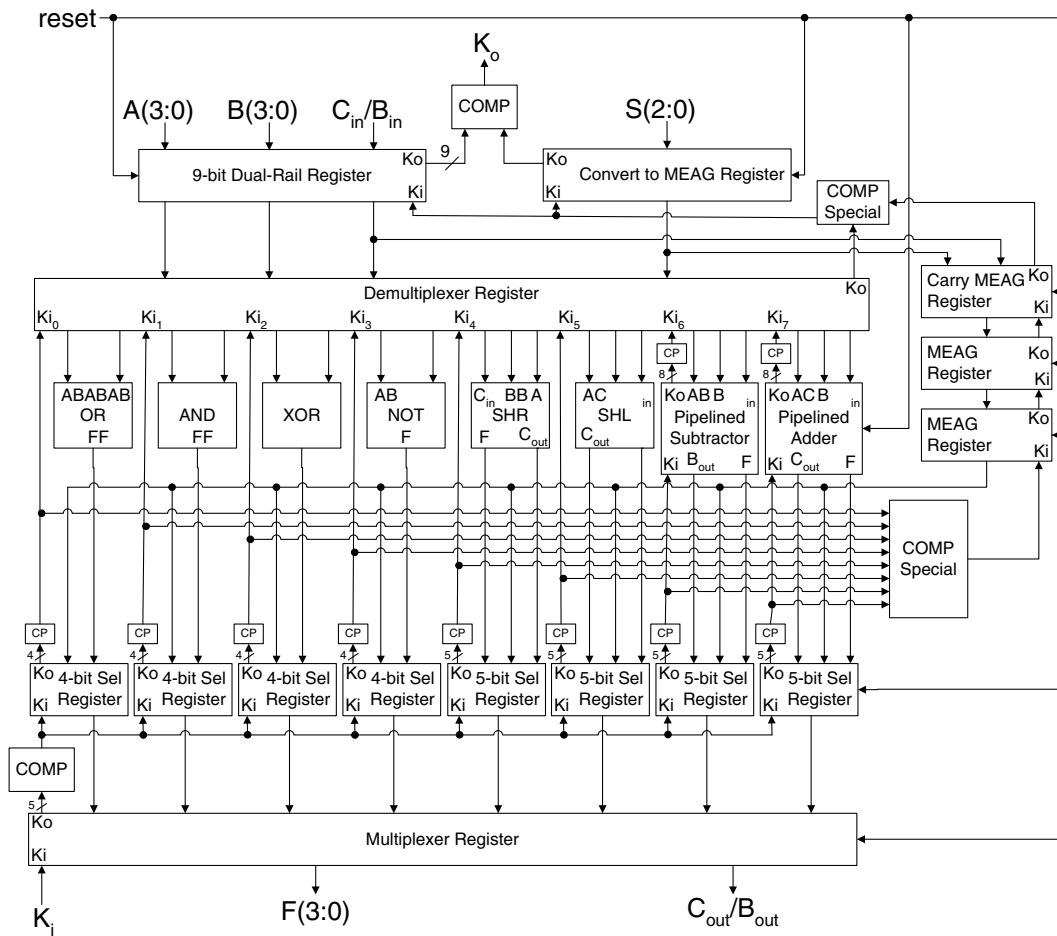 reset
Ko
COMP
A(3:0) B(3:0) Cin/Bin S(2:0)
9
Ko Ko
9-bit Dual-Rail Register Convert to MEAG Register
Ki Ki
COMP
Special
Carry MEAG
Register
Ko
Ki
Demultiplexer Register
Ko
Ki0 Ki1 Ki2 Ki3 Ki4 Ki5 Ki6 Ki7
MEAG
Register
Ko
Ki
CP CP
8 8
ABABAB
OR
FF
AND
FF
XOR
AB
NOT
F
Cin BB A
SHR
F Cout
AC in
SHL
Cout
Ko AB B in
Pipelined
Subtractor
Ki Bout F
Ko AC B in
Pipelined
Adder
Ki Cout F
MEAG
Register
Ko
Ki
COMP
Special
CP CP CP CP CP CP CP CP
4 4 4 4 5 5 5 5
Ko 4-bit Sel
Ki Register
Ko 4-bit Sel
Ki Register
Ko 4-bit Sel
Ki Register
Ko 4-bit Sel
Ki Register
Ko 5-bit Sel
Ki Register
Ko 5-bit Sel
Ki Register
Ko 5-bit Sel
Ki Register
Ko 5-bit Sel
Ki Register
COMP
5
Ko
Multiplexer Register
Ki
Ki F(3:0) Cout/Bout